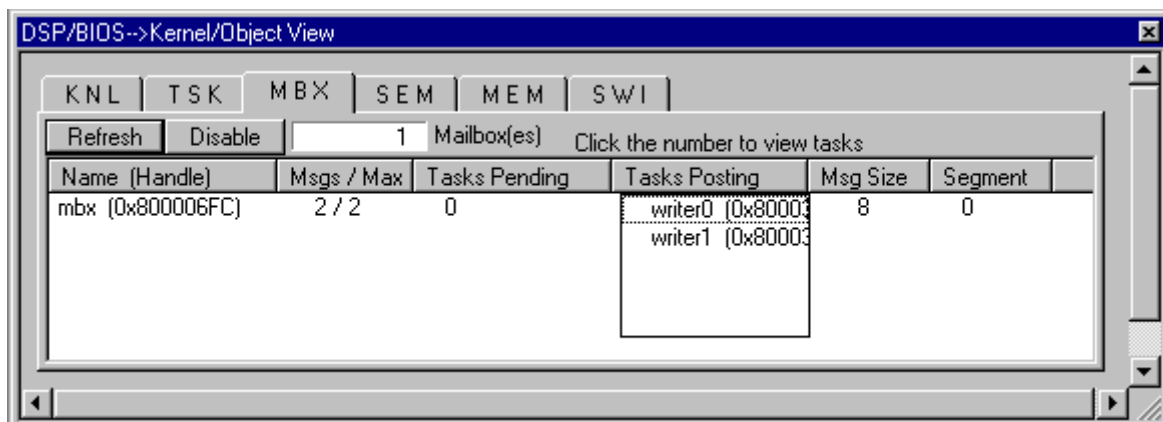 DSP/BIOS-->Kernel/Object View
KNL TSK MBX SEM MEM SWI
Refresh Disable 1 Mailbox(es) Click the number to view tasks
Name (Handle) Msgs / Max Tasks Pending Tasks Posting Msg Size Segment
mbx (0x800006FC) 2 / 2 0 writer0 (0x80003 8 0
writer1 (0x80003